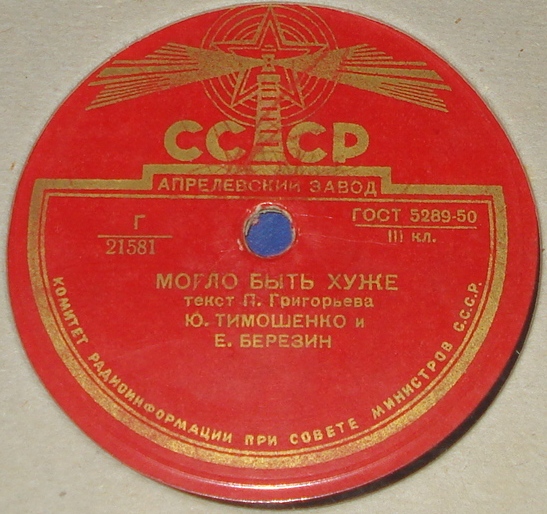 СССР
АПРЕЛЕВСКИЙ ЗАВОД
Г
21581
ГОСТ 5289-50
III кл.
МОГЛО БЫТЬ ХУЖЕ
текст П. Григорьева
Ю. ТИМОШЕНКО и
Е. БЕРЕЗИН
КОМИТЕТ РАДИОИНФОРМАЦИИ ПРИ СОВЕТЕ МИНИСТРОВ С.С.С.Р.